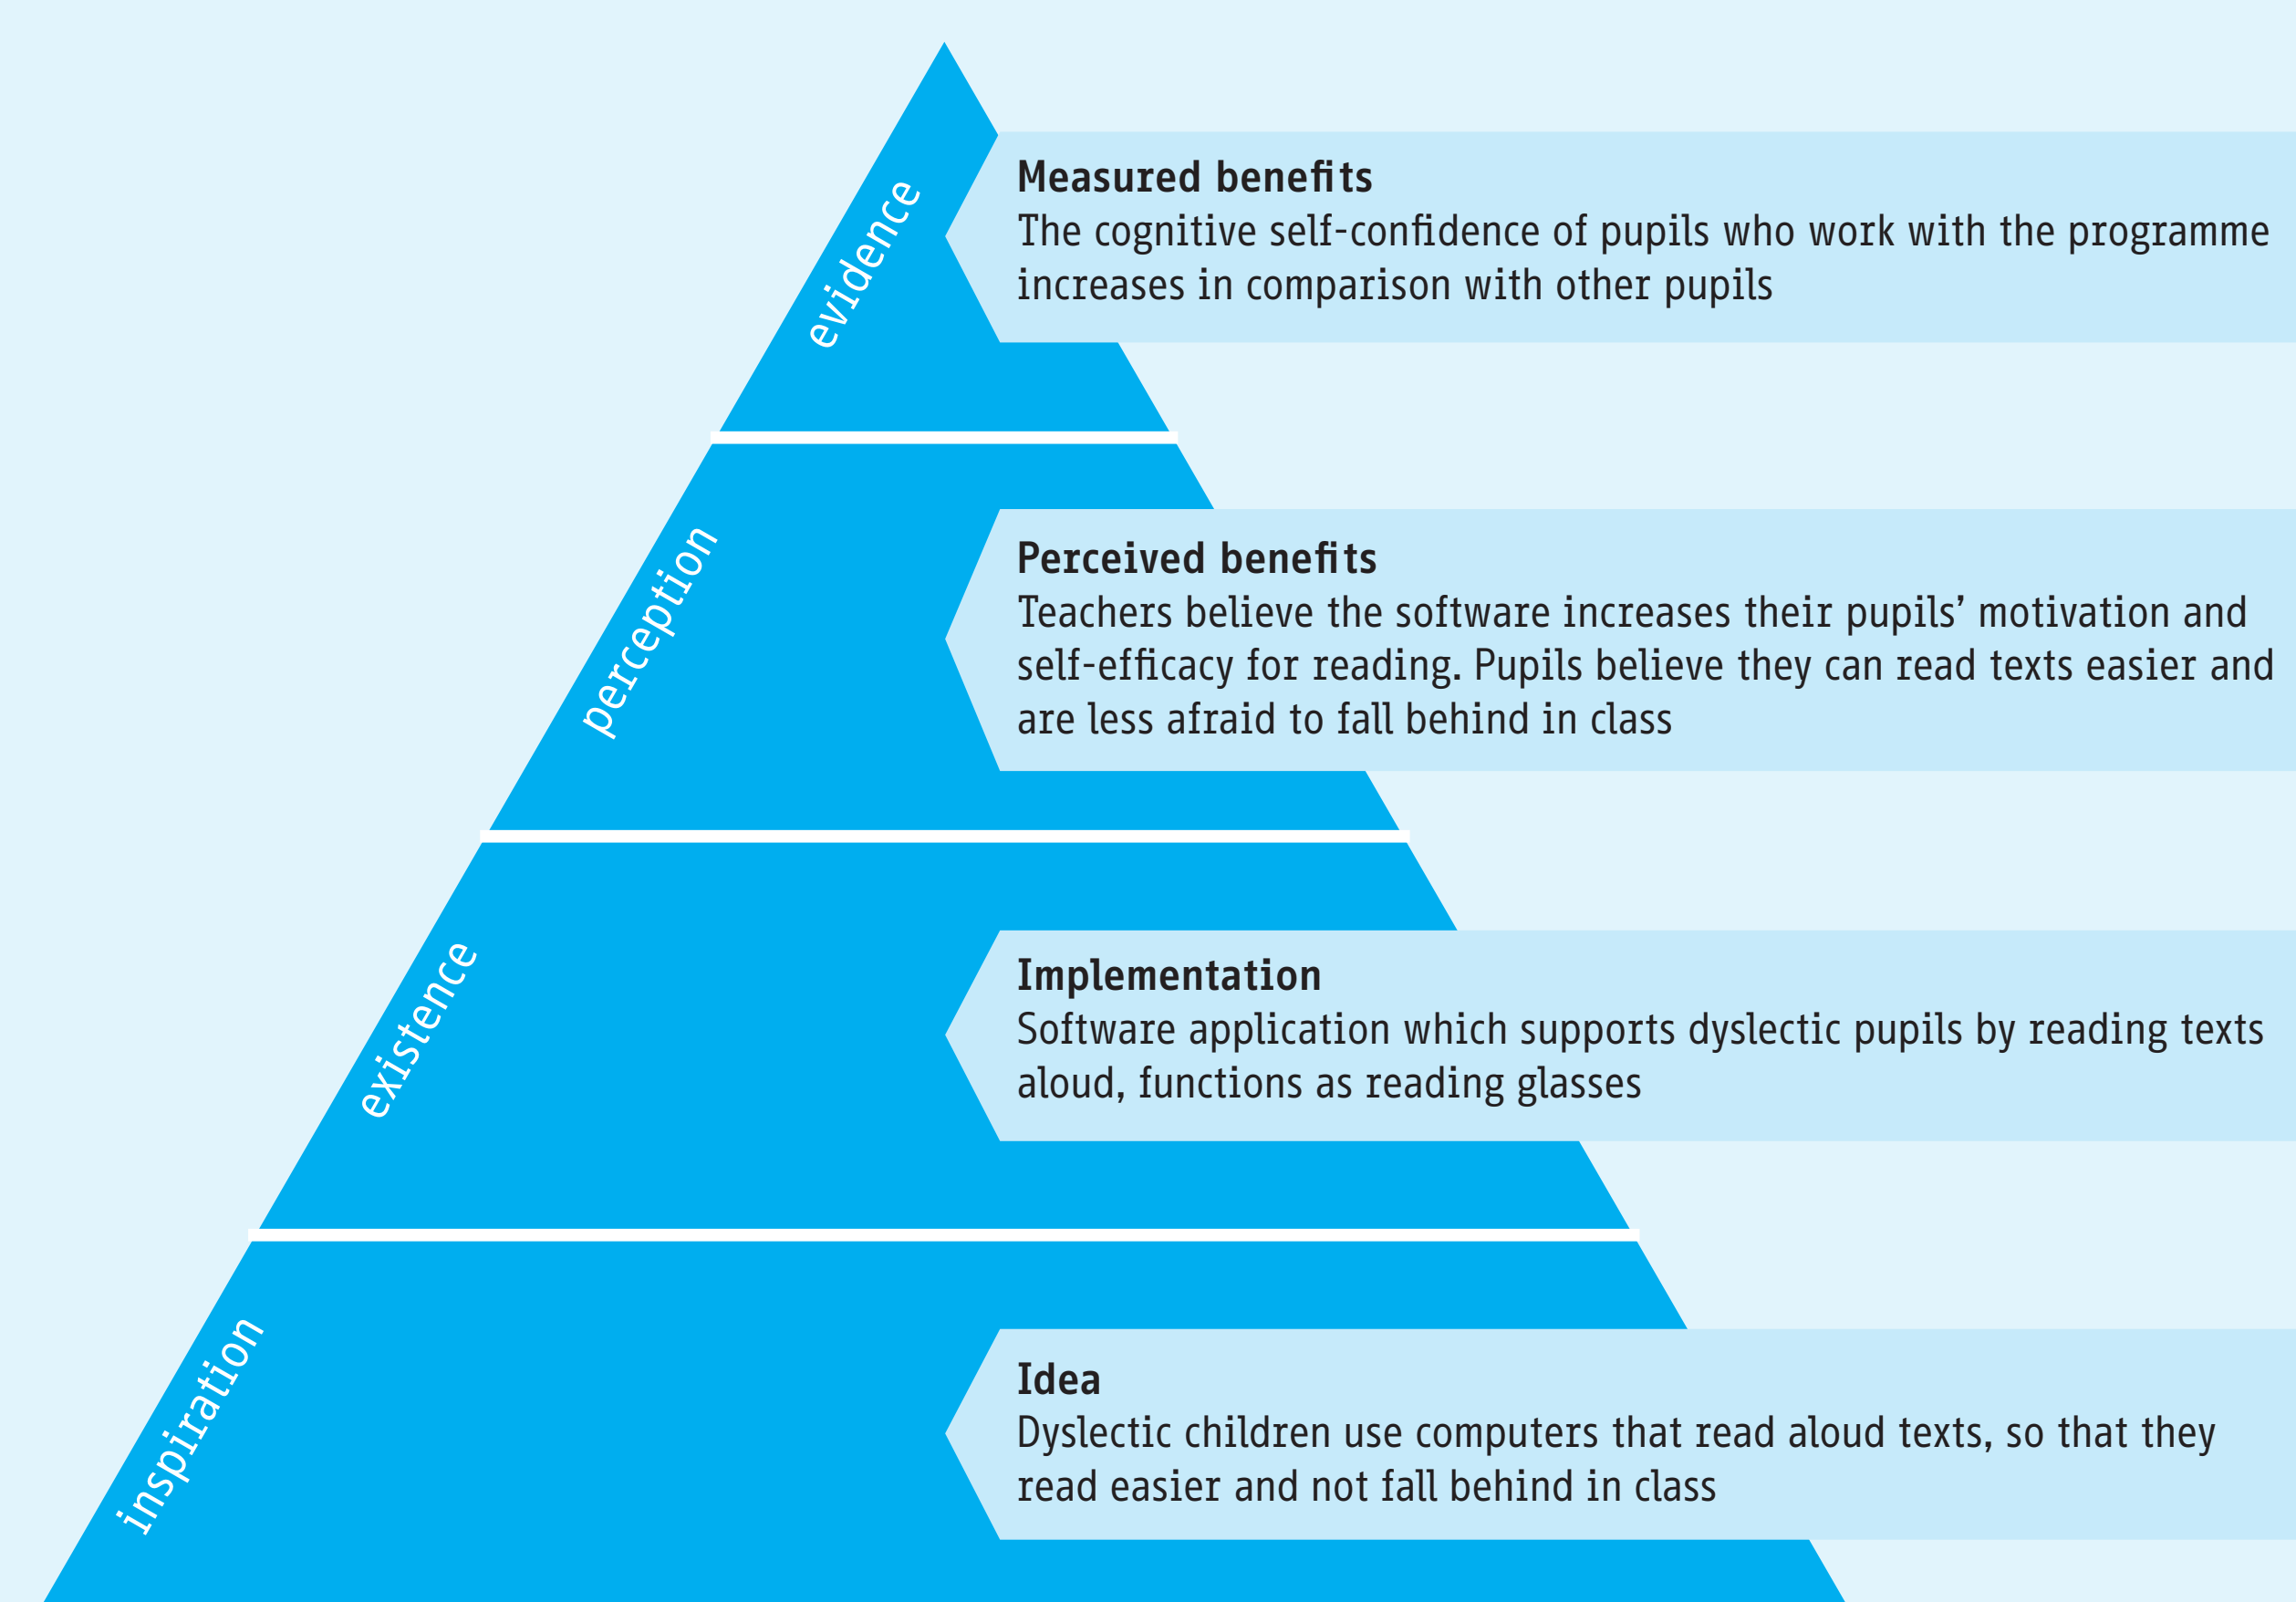 evidence
Measured benefits
The cognitive self-confidence of pupils who work with the programme
increases in comparison with other pupils
perception
Perceived benefits
Teachers believe the software increases their pupils’ motivation and
self-efficacy for reading. Pupils believe they can read texts easier and
are less afraid to fall behind in class
existence
Implementation
Software application which supports dyslectic pupils by reading texts
aloud, functions as reading glasses
inspiration
Idea
Dyslectic children use computers that read aloud texts, so that they
read easier and not fall behind in class